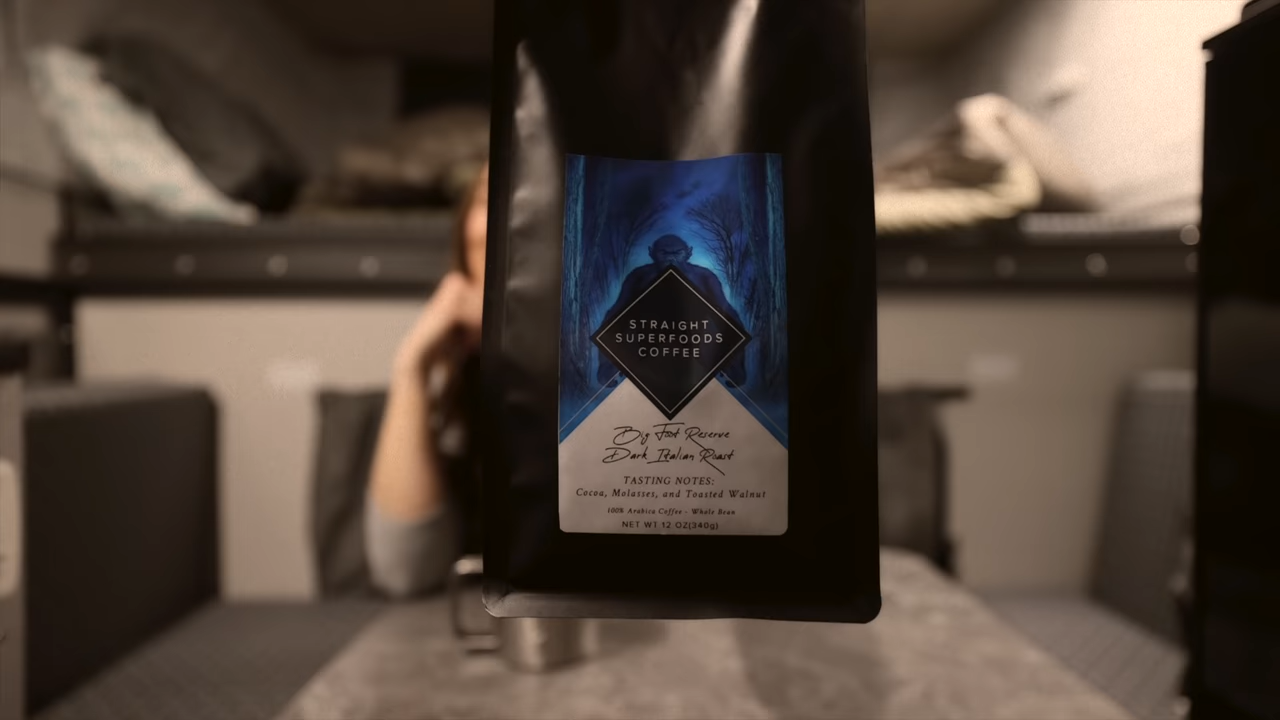 STRAIGHT
SUPERFOODS
COFFEE
Big Foot Reserve
Dark Italian Roast
TASTING NOTES:
Cocoa, Molasses, and Toasted Walnut
100% Arabica Coffee - Whole Bean
NET WT 12 OZ(340g)